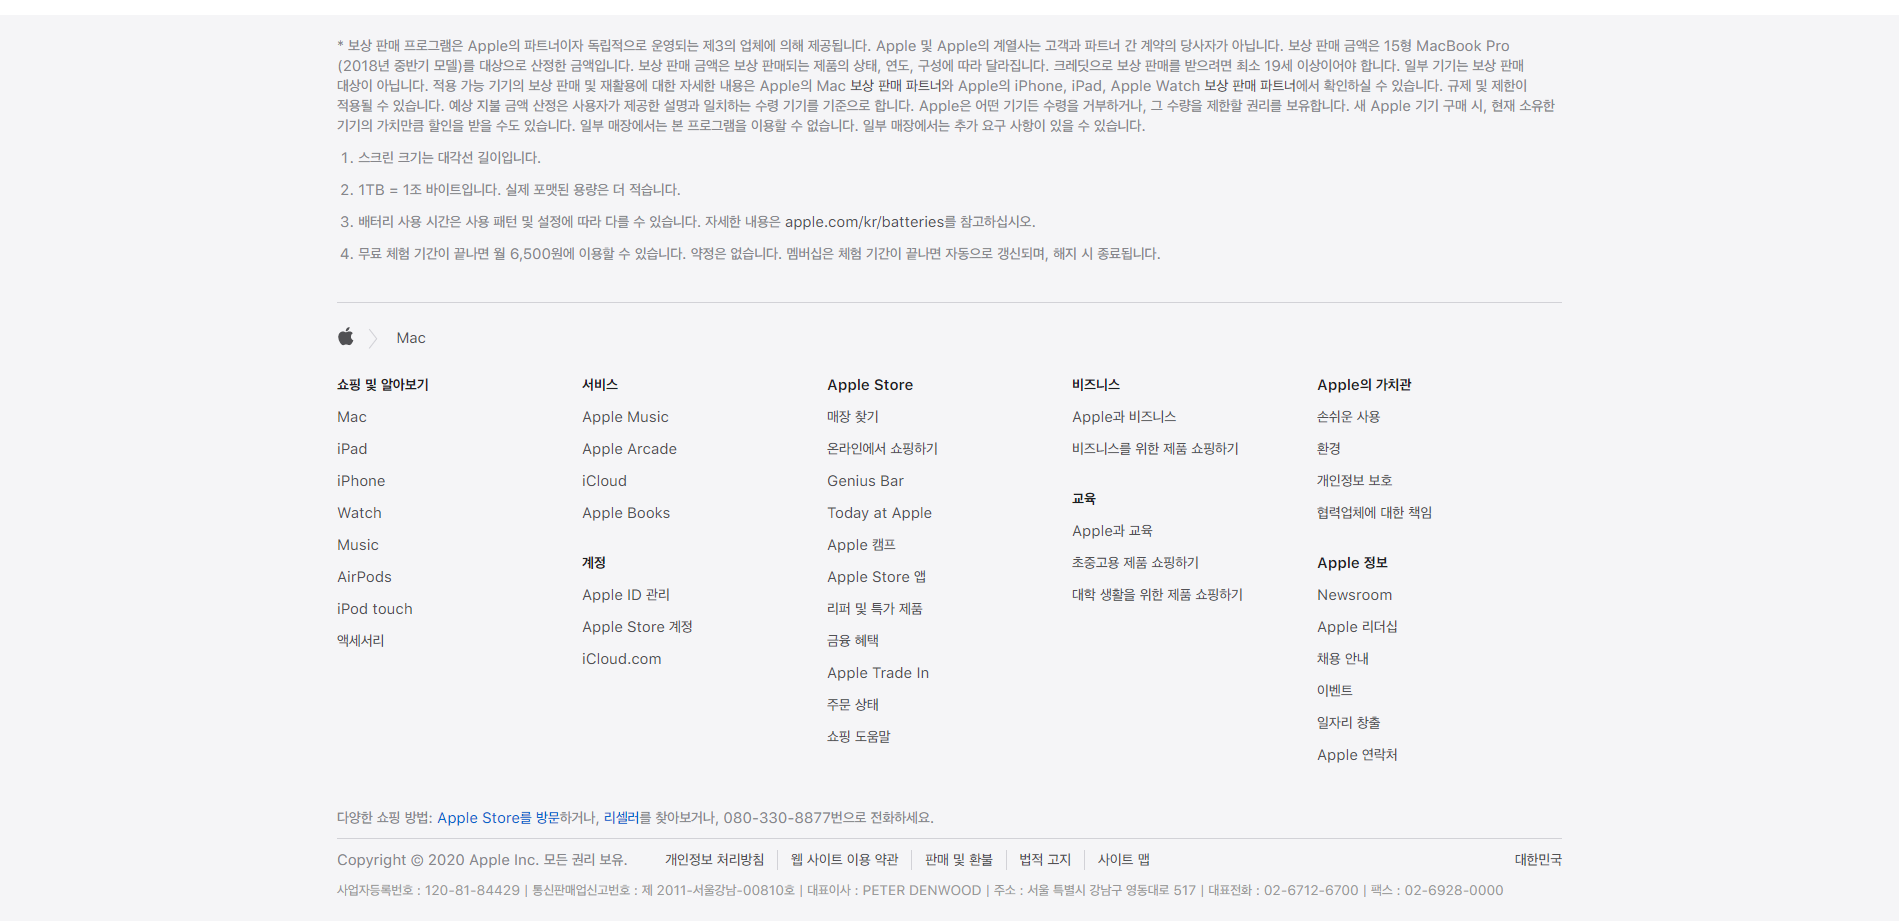 * 보상 판매 프로그램은 Apple의 파트너이자 독립적으로 운영되는 제3의 업체에 의해 제공됩니다. Apple 및 Apple의 계열사는 고객과 파트너 간 계약의 당사자가 아닙니다. 보상 판매 금액은 15형 MacBook Pro
(2018년 중반기 모델)를 대상으로 산정한 금액입니다. 보상 판매 금액은 보상 판매되는 제품의 상태, 연도, 구성에 따라 달라집니다. 크레딧으로 보상 판매를 받으려면 최소 19세 이상이어야 합니다. 일부 기기는 보상 판매
대상이 아닙니다. 적용 가능 기기의 보상 판매 및 재활용에 대한 자세한 내용은 Apple의 Mac 보상 판매 파트너와 Apple의 iPhone, iPad, Apple Watch 보상 판매 파트너에서 확인하실 수 있습니다. 규제 및 제한이
적용될 수 있습니다. 예상 지불 금액 산정은 사용자가 제공한 설명과 일치하는 수령 기기를 기준으로 합니다. Apple은 어떤 기기든 수령을 거부하거나, 그 수량을 제한할 권리를 보유합니다. 새 Apple 기기 구매 시, 현재 소유한
기기의 가치만큼 할인을 받을 수도 있습니다. 일부 매장에서는 본 프로그램을 이용할 수 없습니다. 일부 매장에서는 추가 요구 사항이 있을 수 있습니다.
1. 스크린 크기는 대각선 길이입니다.
2. 1TB = 1조 바이트입니다. 실제 포맷된 용량은 더 적습니다.
3. 배터리 사용 시간은 사용 패턴 및 설정에 따라 다를 수 있습니다. 자세한 내용은 apple.com/kr/batteries를 참고하십시오.
4. 무료 체험 기간이 끝나면 월 6,500원에 이용할 수 있습니다. 약정은 없습니다. 멤버십은 체험 기간이 끝나면 자동으로 갱신되며, 해지 시 종료됩니다.
Mac
쇼핑 및 알아보기
Mac
iPad
iPhone
Watch
Music
AirPods
iPod touch
액세서리
서비스
Apple Music
Apple Arcade
iCloud
Apple Books
계정
Apple ID 관리
Apple Store 계정
iCloud.com
Apple Store
매장 찾기
온라인에서 쇼핑하기
Genius Bar
Today at Apple
Apple 캠프
Apple Store 앱
리퍼 및 특가 제품
금융 혜택
Apple Trade In
주문 상태
쇼핑 도움말
비즈니스
Apple과 비즈니스
비즈니스를 위한 제품 쇼핑하기
교육
Apple과 교육
초중고용 제품 쇼핑하기
대학 생활을 위한 제품 쇼핑하기
Apple의 가치관
손쉬운 사용
환경
개인정보 보호
협력업체에 대한 책임
Apple 정보
Newsroom
Apple 리더십
채용 안내
이벤트
일자리 창출
Apple 연락처
다양한 쇼핑 방법: Apple Store를 방문하거나, 리셀러를 찾아보거나, 080-330-8877번으로 전화하세요.
Copyright © 2020 Apple Inc. 모든 권리 보유. 개인정보 처리방침 | 웹 사이트 이용 약관 | 판매 및 환불 | 법적 고지 | 사이트 맵 대한민국
사업자등록번호 : 120-81-84429 | 통신판매업신고번호 : 제 2011-서울강남-00810호 | 대표이사 : PETER DENWOOD | 주소 : 서울 특별시 강남구 영동대로 517 | 대표전화 : 02-6712-6700 | 팩스 : 02-6928-0000